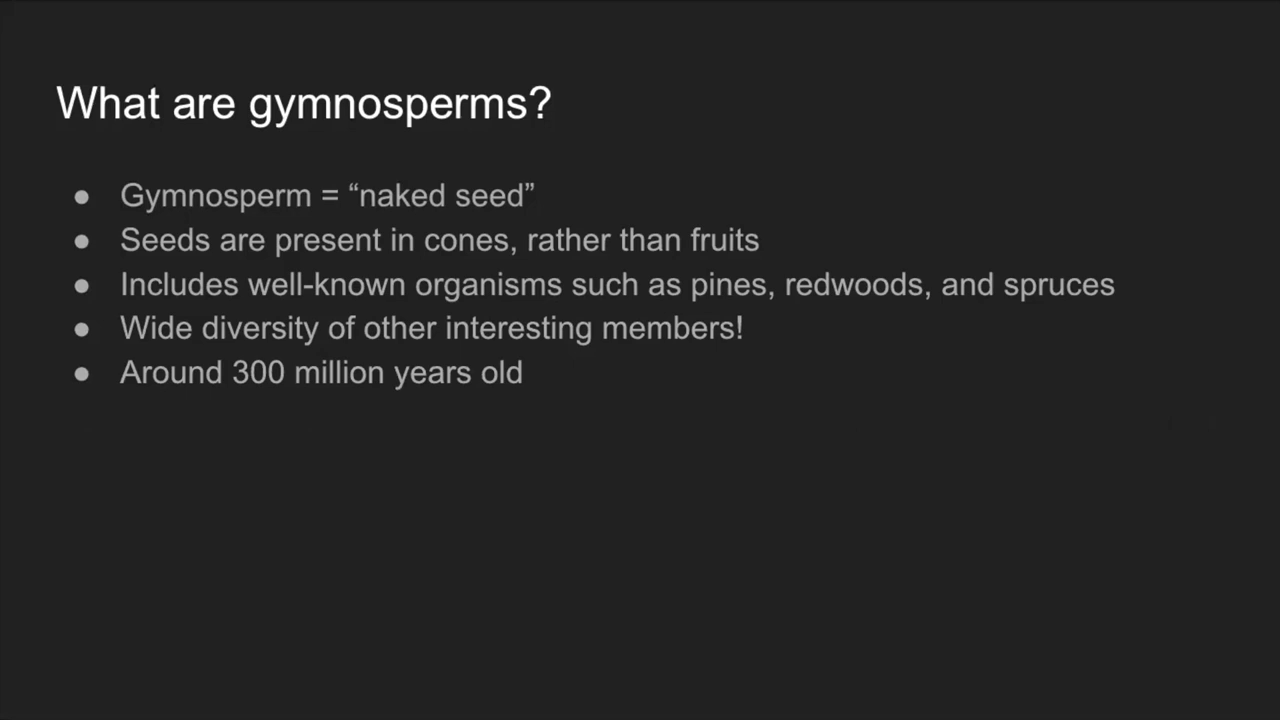 What are gymnosperms?
● Gymnosperm = “naked seed”
● Seeds are present in cones, rather than fruits
● Includes well-known organisms such as pines, redwoods, and spruces
● Wide diversity of other interesting members!
● Around 300 million years old